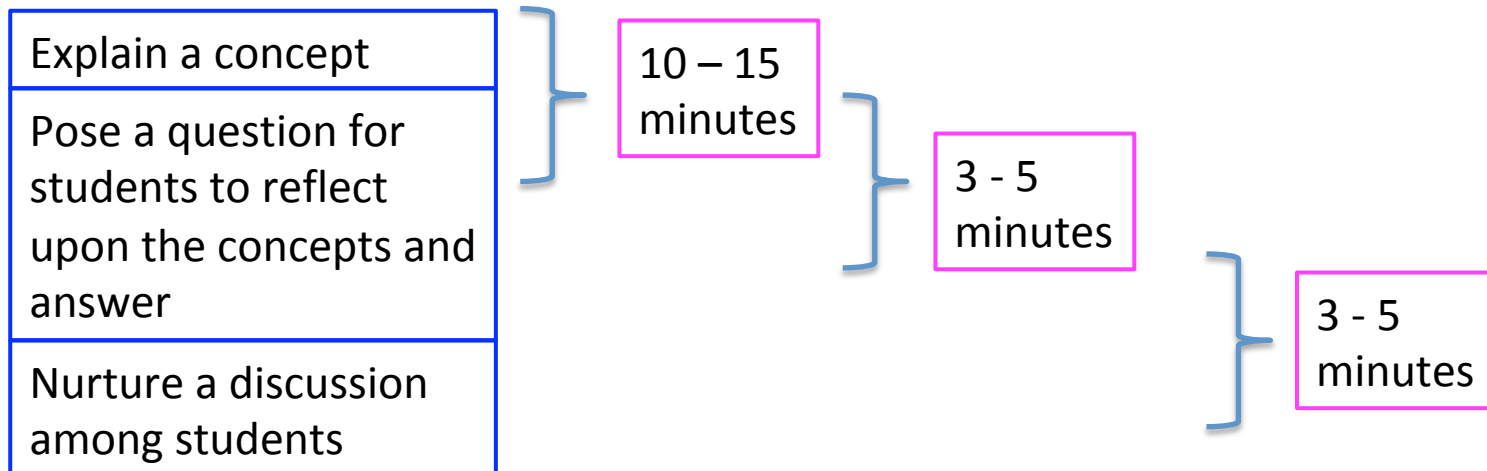 Explain a concept
Pose a question for
students to reflect
upon the concepts and
answer
Nurture a discussion
among students
10 – 15
minutes
3 - 5
minutes
3 - 5
minutes